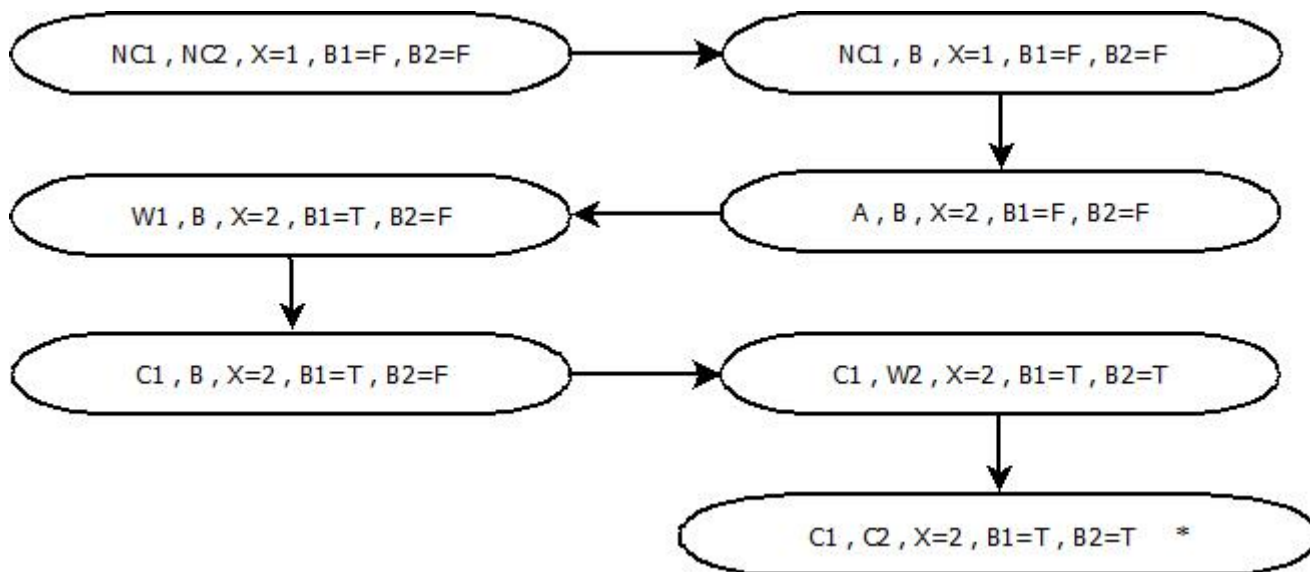 NC1 , NC2 , X=1 , B1=F , B2=F
NC1 , B , X=1 , B1=F , B2=F
A , B , X=2 , B1=F , B2=F
W1 , B , X=2 , B1=T , B2=F
C1 , B , X=2 , B1=T , B2=F
C1 , W2 , X=2 , B1=T , B2=T
C1 , C2 , X=2 , B1=T , B2=T *